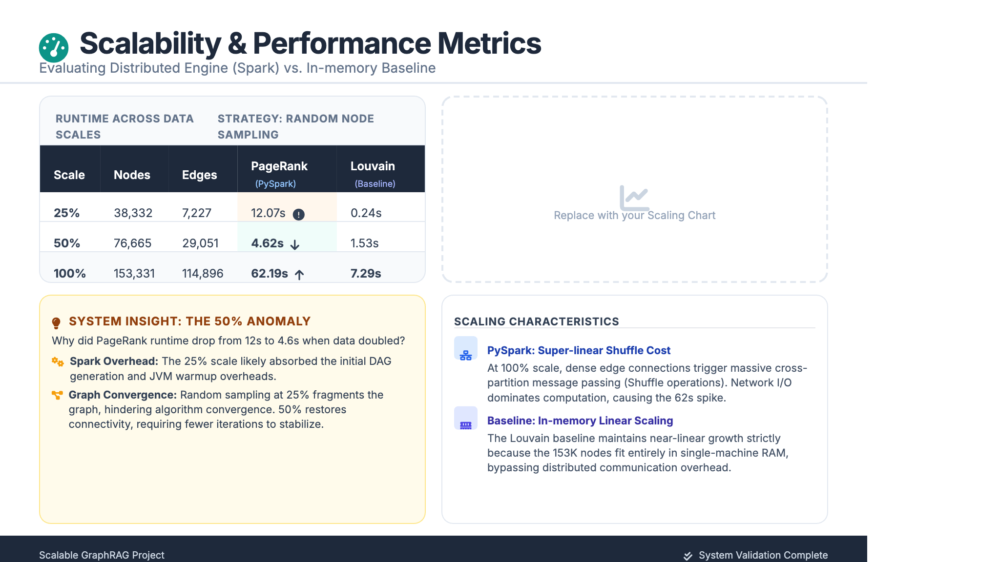 Scalability & Performance Metrics
Evaluating Distributed Engine (Spark) vs. In-memory Baseline
RUNTIME ACROSS DATA SCALES
STRATEGY: RANDOM NODE SAMPLING
Scale Nodes Edges PageRank (PySpark) Louvain (Baseline)
25% 38,332 7,227 12.07s 0.24s
50% 76,665 29,051 4.62s ↓ 1.53s
100% 153,331 114,896 62.19s ↑ 7.29s
Replace with your Scaling Chart
SYSTEM INSIGHT: THE 50% ANOMALY
Why did PageRank runtime drop from 12s to 4.6s when data doubled?
Spark Overhead: The 25% scale likely absorbed the initial DAG
generation and JVM warmup overheads.
Graph Convergence: Random sampling at 25% fragments the
graph, hindering algorithm convergence. 50% restores
connectivity, requiring fewer iterations to stabilize.
SCALING CHARACTERISTICS
PySpark: Super-linear Shuffle Cost
At 100% scale, dense edge connections trigger massive cross-
partition message passing (Shuffle operations). Network I/O
dominates computation, causing the 62s spike.
Baseline: In-memory Linear Scaling
The Louvain baseline maintains near-linear growth strictly
because the 153K nodes fit entirely in single-machine RAM,
bypassing distributed communication overhead.
Scalable GraphRAG Project
System Validation Complete